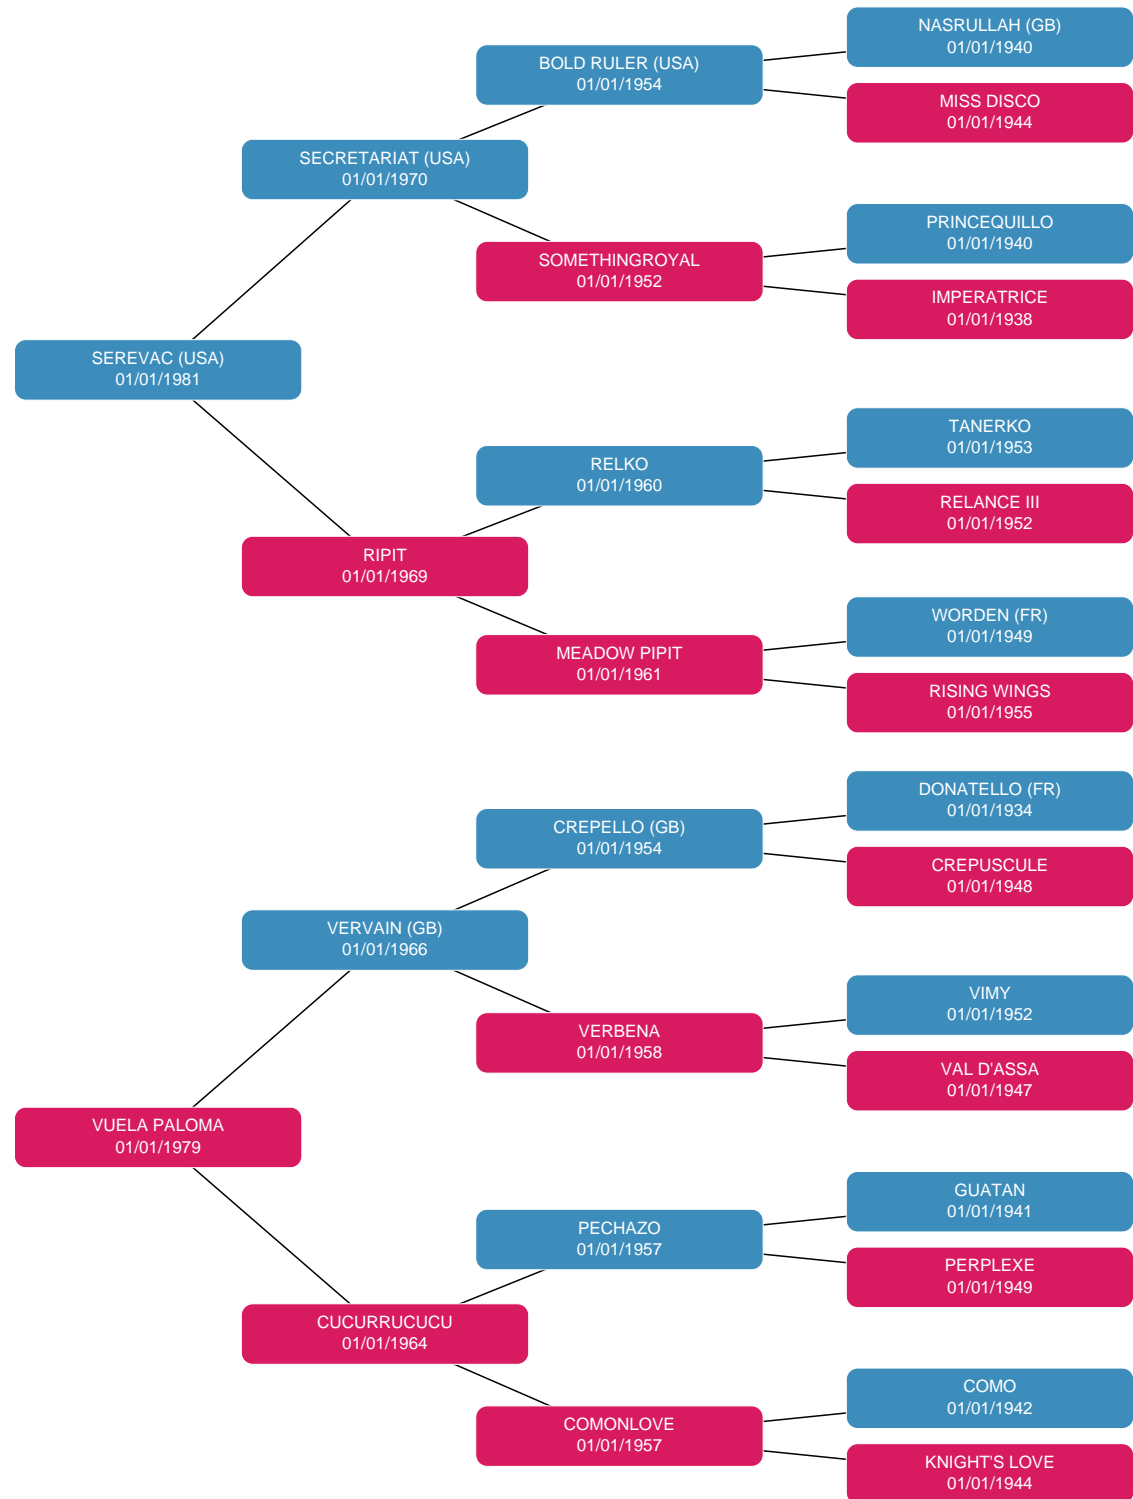 NASRULLAH (GB)
01/01/1940
BOLD RULER (USA)
01/01/1954
MISS DISCO
01/01/1944
SECRETARIAT (USA)
01/01/1970
PRINCEQUILLO
01/01/1940
SOMETHINGROYAL
01/01/1952
IMPERATRICE
01/01/1938
SEREVAC (USA)
01/01/1981
TANERKO
01/01/1953
RELKO
01/01/1960
RELANCE III
01/01/1952
RIPIT
01/01/1969
WORDEN (FR)
01/01/1949
MEADOW PIPIT
01/01/1961
RISING WINGS
01/01/1955
DONATELLO (FR)
01/01/1934
CREPELLO (GB)
01/01/1954
CREPUSCULE
01/01/1948
VERVAIN (GB)
01/01/1966
VIMY
01/01/1952
VERBENA
01/01/1958
VAL D'ASSA
01/01/1947
VUELA PALOMA
01/01/1979
GUATAN
01/01/1941
PECHAZO
01/01/1957
PERPLEXE
01/01/1949
CUCURRUCUCU
01/01/1964
COMO
01/01/1942
COMONLOVE
01/01/1957
KNIGHT'S LOVE
01/01/1944